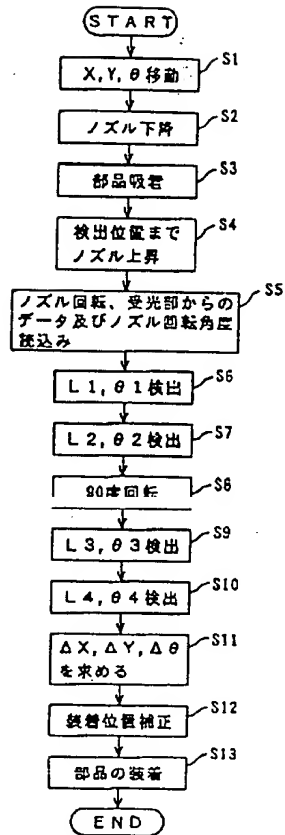 START
S1
X, Y, θ 移動
S2
ノズル下降
S3
部品吸着
S4
検出位置まで
ノズル上昇
S5
ノズル回転、受光部からの
データ及びノズル回転角度
読込み
S6
L1, θ1検出
S7
L2, θ2検出
S8
90度回転
S9
L3, θ3検出
S10
L4, θ4検出
S11
ΔX, ΔY, Δθ
を求める
S12
装着位置補正
S13
部品の装着
END